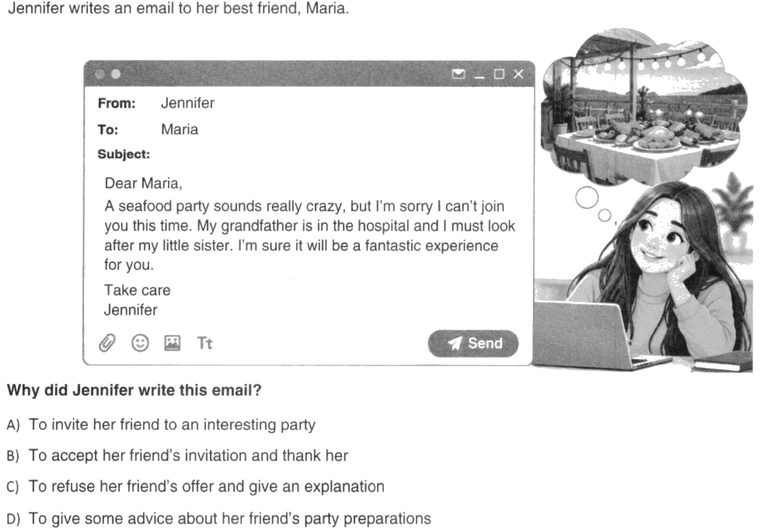 Jennifer writes an email to her best friend, Maria.
From: Jennifer
To: Maria
Subject:
Dear Maria,
A seafood party sounds really crazy, but I'm sorry I can't join
you this time. My grandfather is in the hospital and I must look
after my little sister. I'm sure it will be a fantastic experience
for you.
Take care
Jennifer
Tt
Send
Why did Jennifer write this email?
A) To invite her friend to an interesting party
B) To accept her friend's invitation and thank her
C) To refuse her friend's offer and give an explanation
D) To give some advice about her friend's party preparations